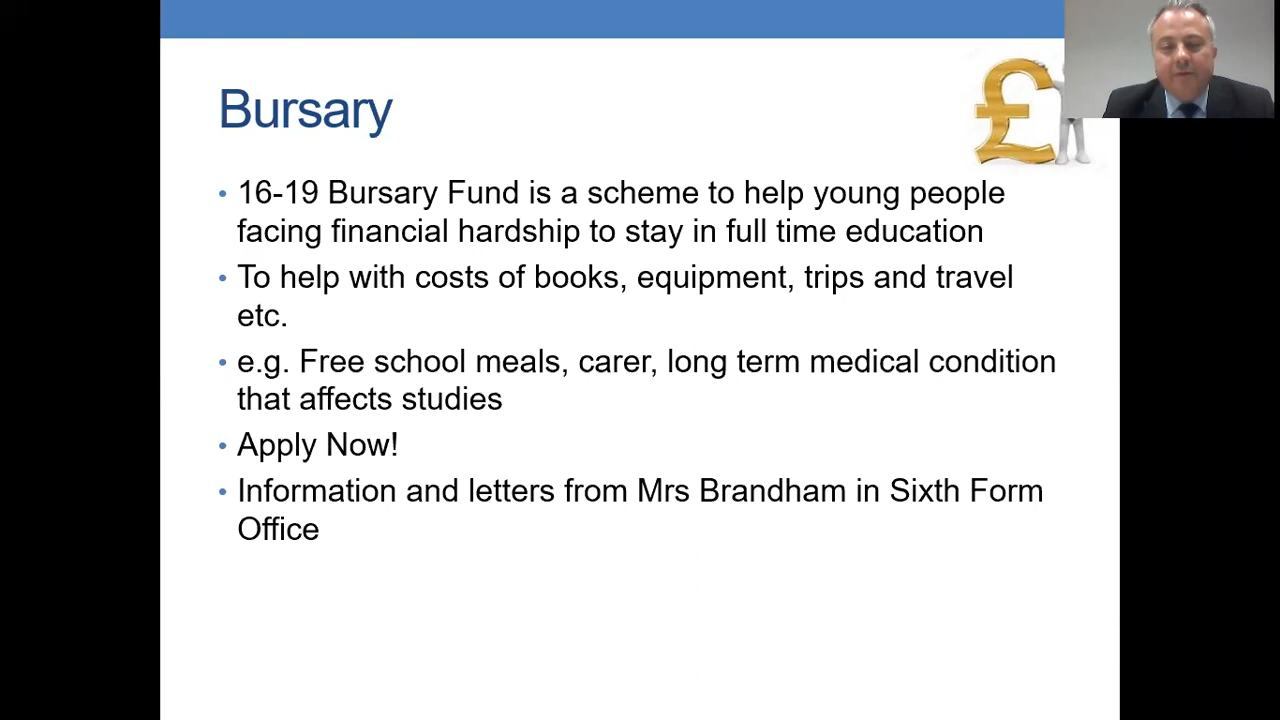 Bursary
• 16-19 Bursary Fund is a scheme to help young people
facing financial hardship to stay in full time education
• To help with costs of books, equipment, trips and travel
etc.
• e.g. Free school meals, carer, long term medical condition
that affects studies
• Apply Now!
• Information and letters from Mrs Brandham in Sixth Form
Office